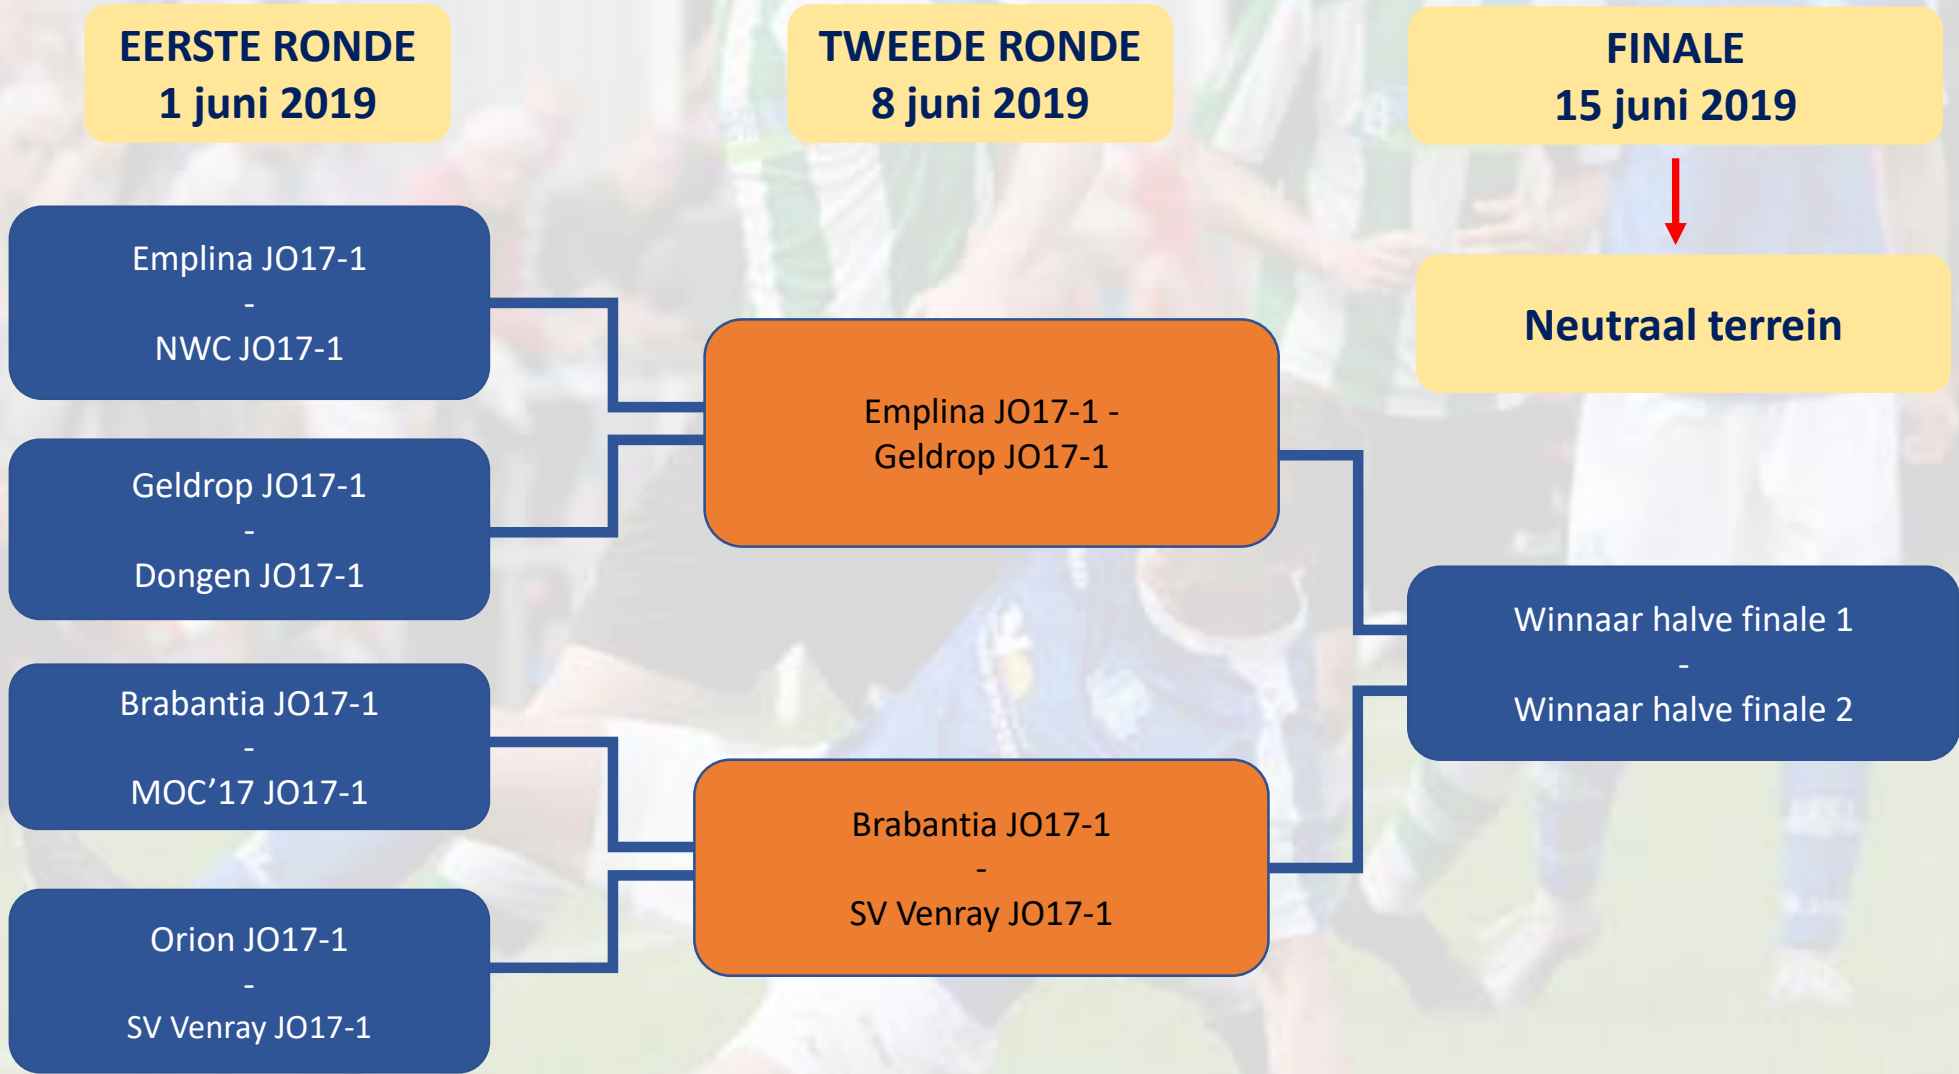 EERSTE RONDE
1 juni 2019
TWEEDE RONDE
8 juni 2019
FINALE
15 juni 2019
Neutraal terrein
Emplina JO17-1
-
NWC JO17-1
Geldrop JO17-1
-
Dongen JO17-1
Brabantia JO17-1
-
MOC’17 JO17-1
Orion JO17-1
-
SV Venray JO17-1
Emplina JO17-1 -
Geldrop JO17-1
Brabantia JO17-1
-
SV Venray JO17-1
Winnaar halve finale 1
-
Winnaar halve finale 2